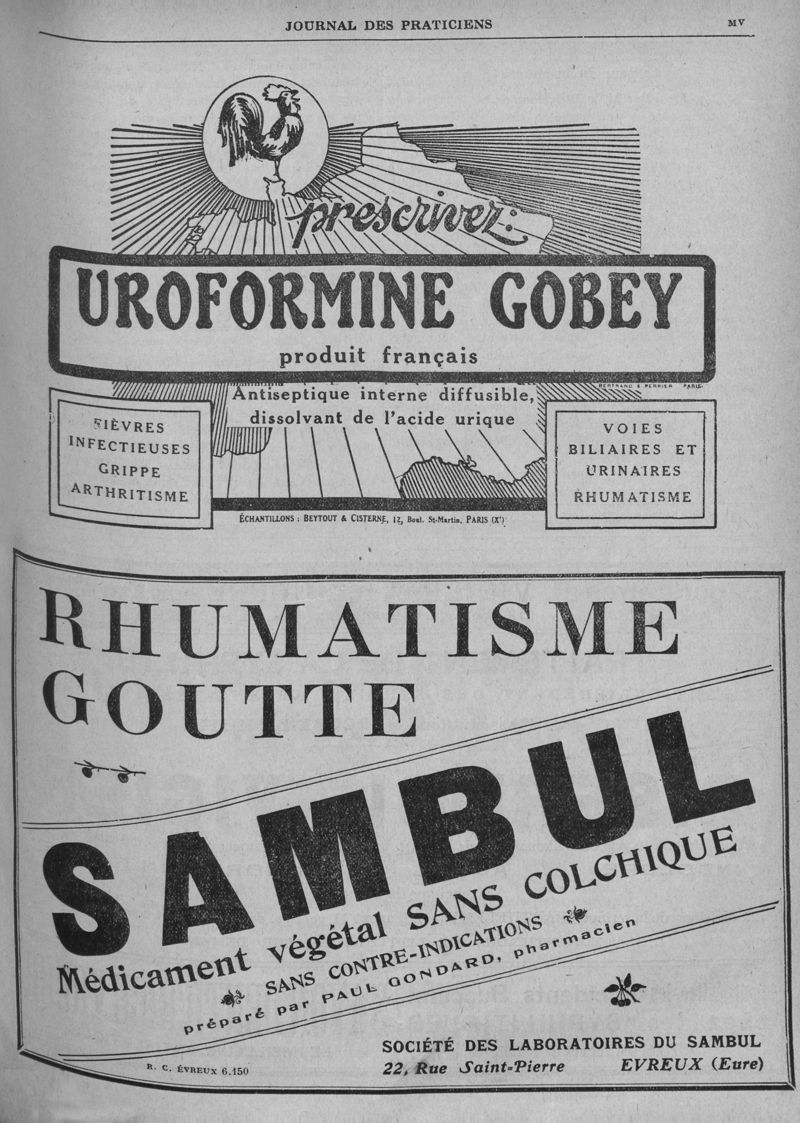 JOURNAL DES PRATICIENS
MV
prescrivez:
UROFORMINE GOBEY
produit français
BERTRAND & PERRIER PARIS.
Antiseptique interne diffusible,
dissolvant de l'acide urique
FIÈVRES
INFECTIEUSES
GRIPPE
ARTHRITISME
VOIES
BILIAIRES ET
URINAIRES
RHUMATISME
ÉCHANTILLONS : BEYTOUT & CISTERNE, 12, Boul. St-Martin, PARIS (Xe)
RHUMATISME
GOUTTE
SAMBUL
Médicament végétal SANS COLCHIQUE
SANS CONTRE-INDICATIONS
préparé par PAUL GONDARD, pharmacien
SOCIÉTÉ DES LABORATOIRES DU SAMBUL
22, Rue Saint-Pierre EVREUX (Eure)
R. C. ÉVREUX 6.150